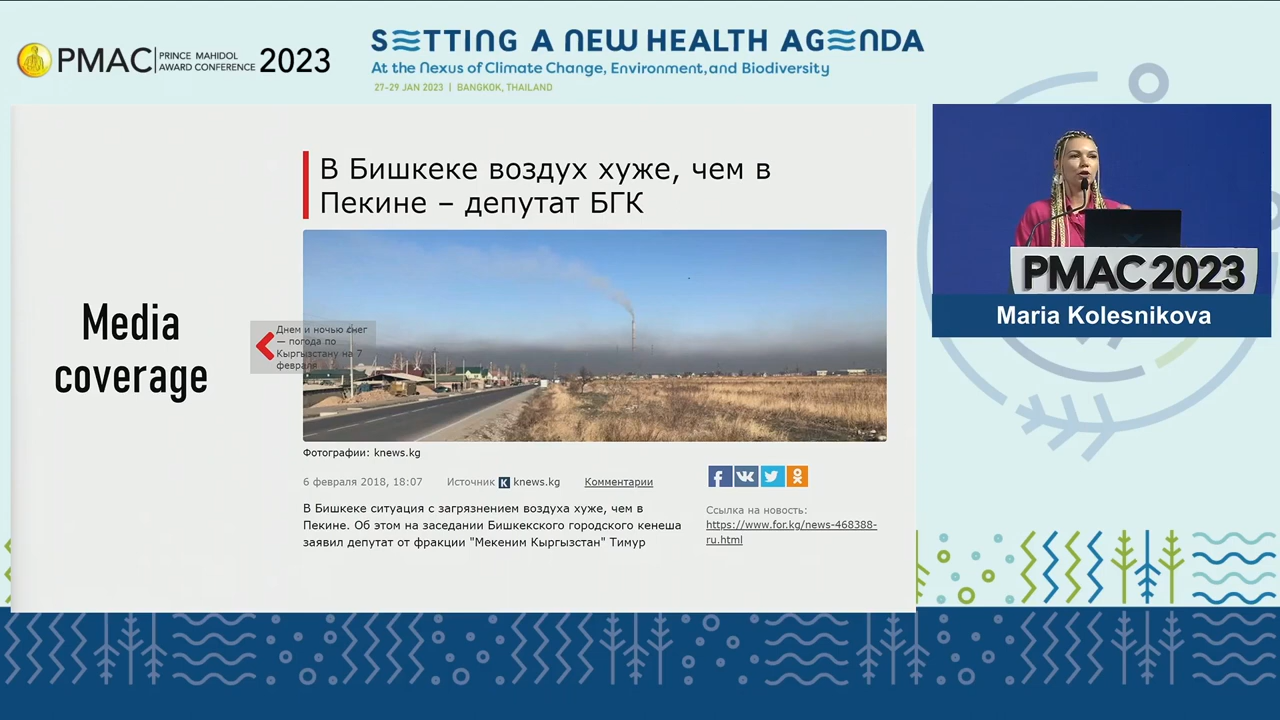 PMAC
PRINCE MAHIDOL
AWARD CONFERENCE
2023
SETTING A NEW HEALTH AGENDA
At the Nexus of Climate Change, Environment, and Biodiversity
27-29 JAN 2023 | BANGKOK, THAILAND
Media
coverage
В Бишкеке воздух хуже, чем в
Пекине – депутат БГК
Днем и ночью снег
— погода по
Кыргызстану на 7
февраля
Фотографии: knews.kg
6 февраля 2018, 18:07
Источник K knews.kg
Комментарии
В Бишкеке ситуация с загрязнением воздуха хуже, чем в
Пекине. Об этом на заседании Бишкекского городского кенеша
заявил депутат от фракции "Мекеним Кыргызстан" Тимур
Ссылка на новость:
https://www.for.kg/news-468388-
ru.html
PMAC 2023
Maria Kolesnikova